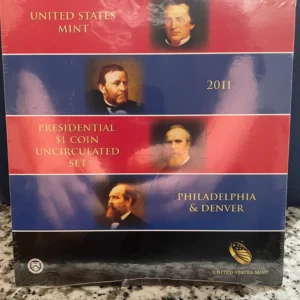 UNITED STATES
MINT
2011
PRESIDENTIAL
$1 COIN
UNCIRCULATED
SET
PHILADELPHIA
& DENVER
UNITED STATES MINT